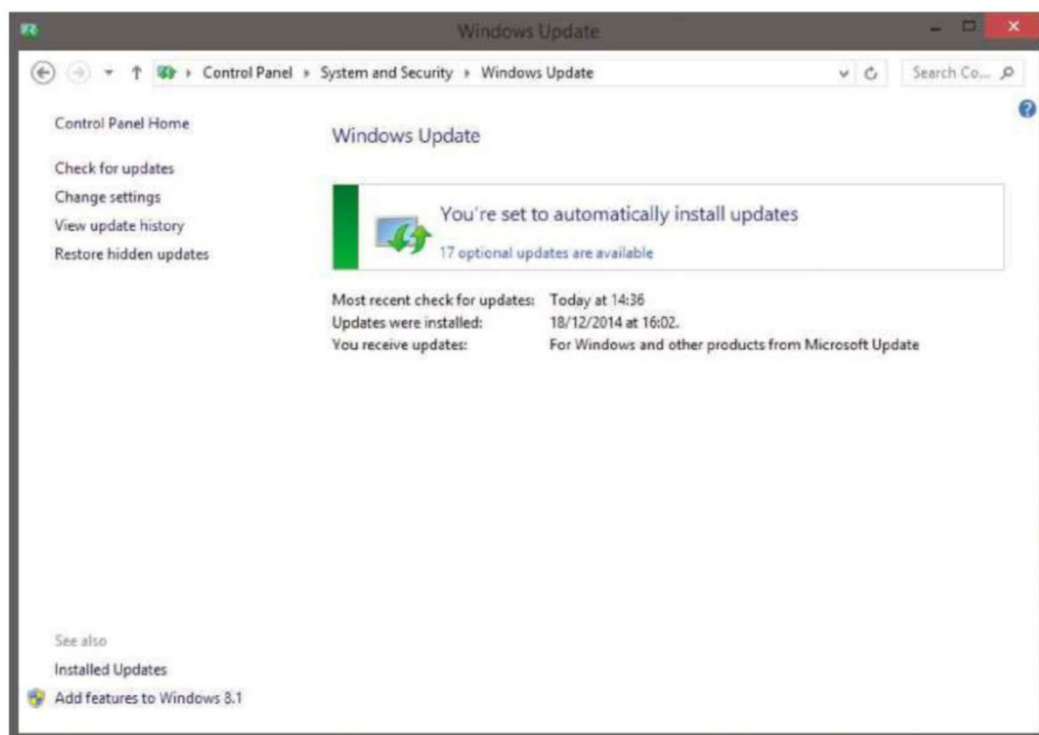 Windows Update
Control Panel System and Security Windows Update Search Co...
Control Panel Home
Check for updates
Change settings
View update history
Restore hidden updates
Windows Update
You're set to automatically install updates
17 optional updates are available
Most recent check for updates: Today at 14:36
Updates were installed: 18/12/2014 at 16:02.
You receive updates: For Windows and other products from Microsoft Update
See also
Installed Updates
Add features to Windows 8.1